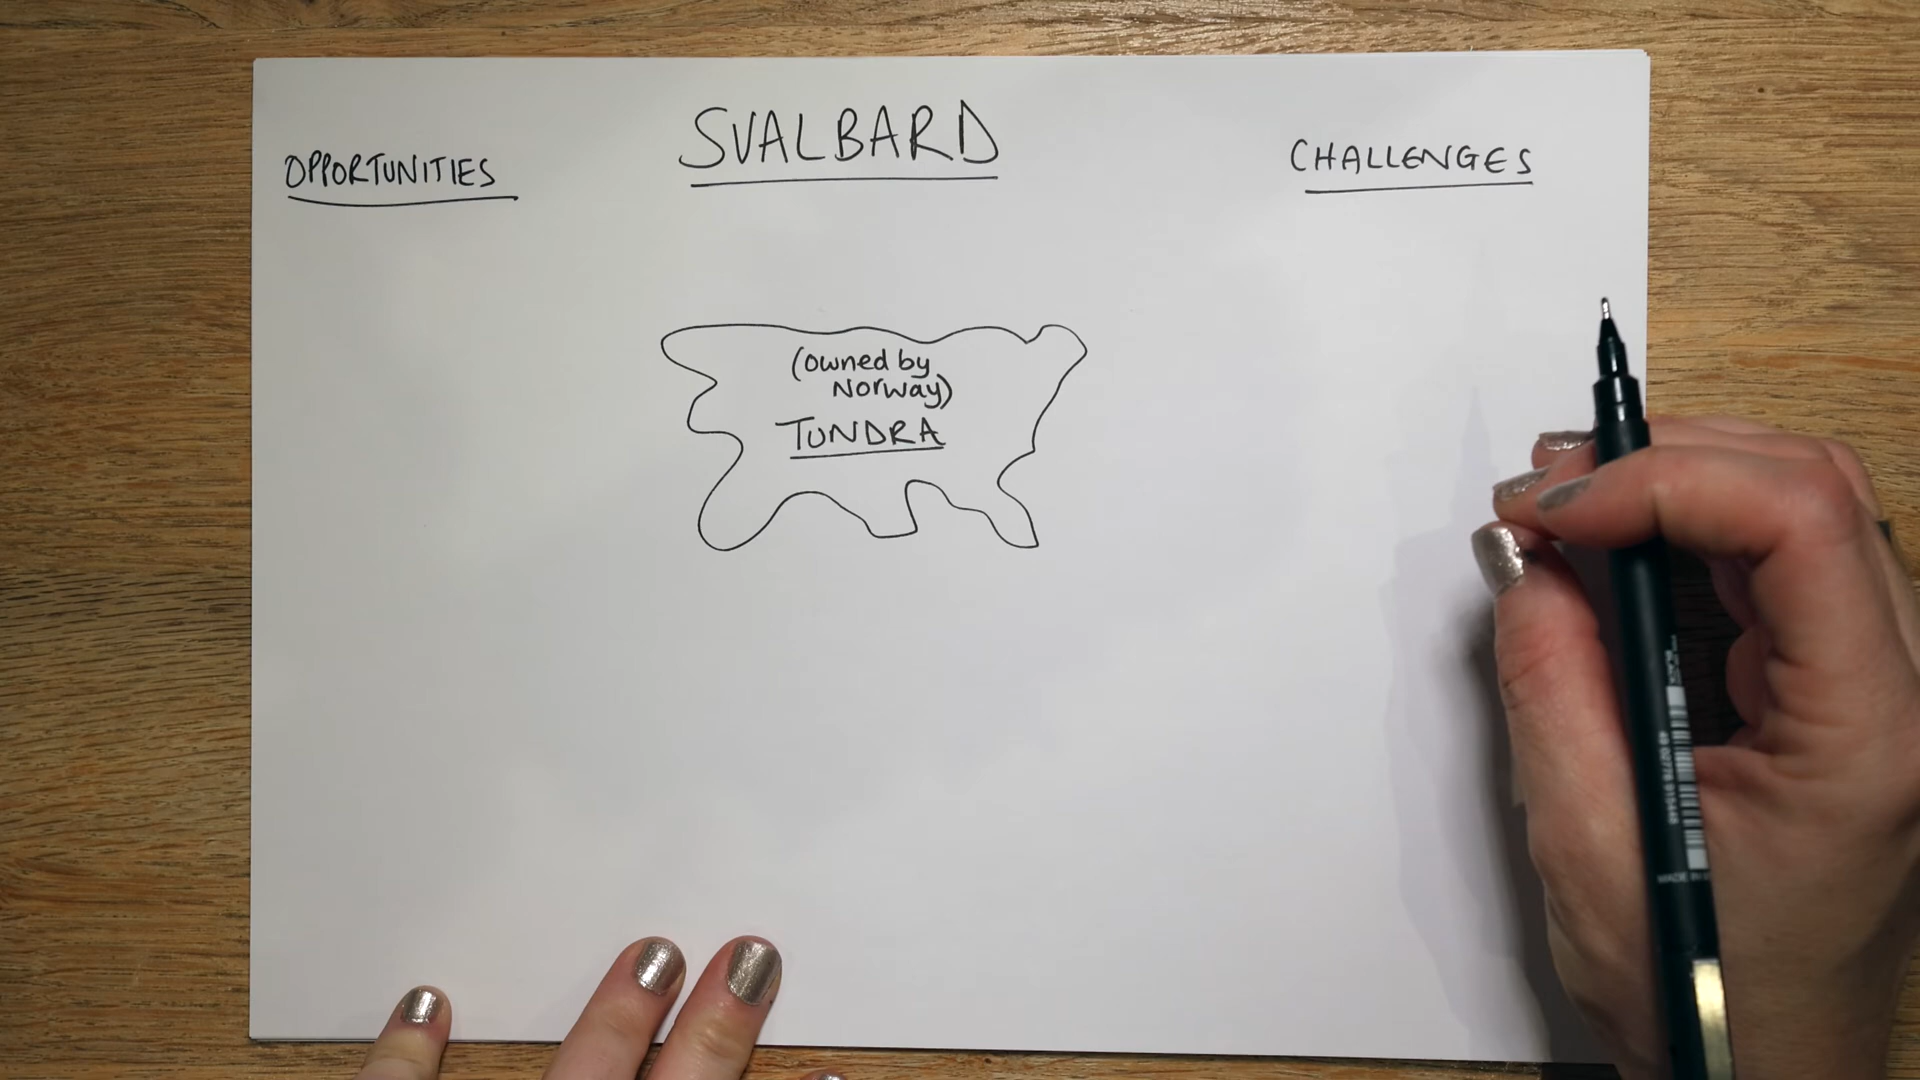 SVALBARD
OPPORTUNITIES
CHALLENGES
(owned by
Norway)
TUNDRA